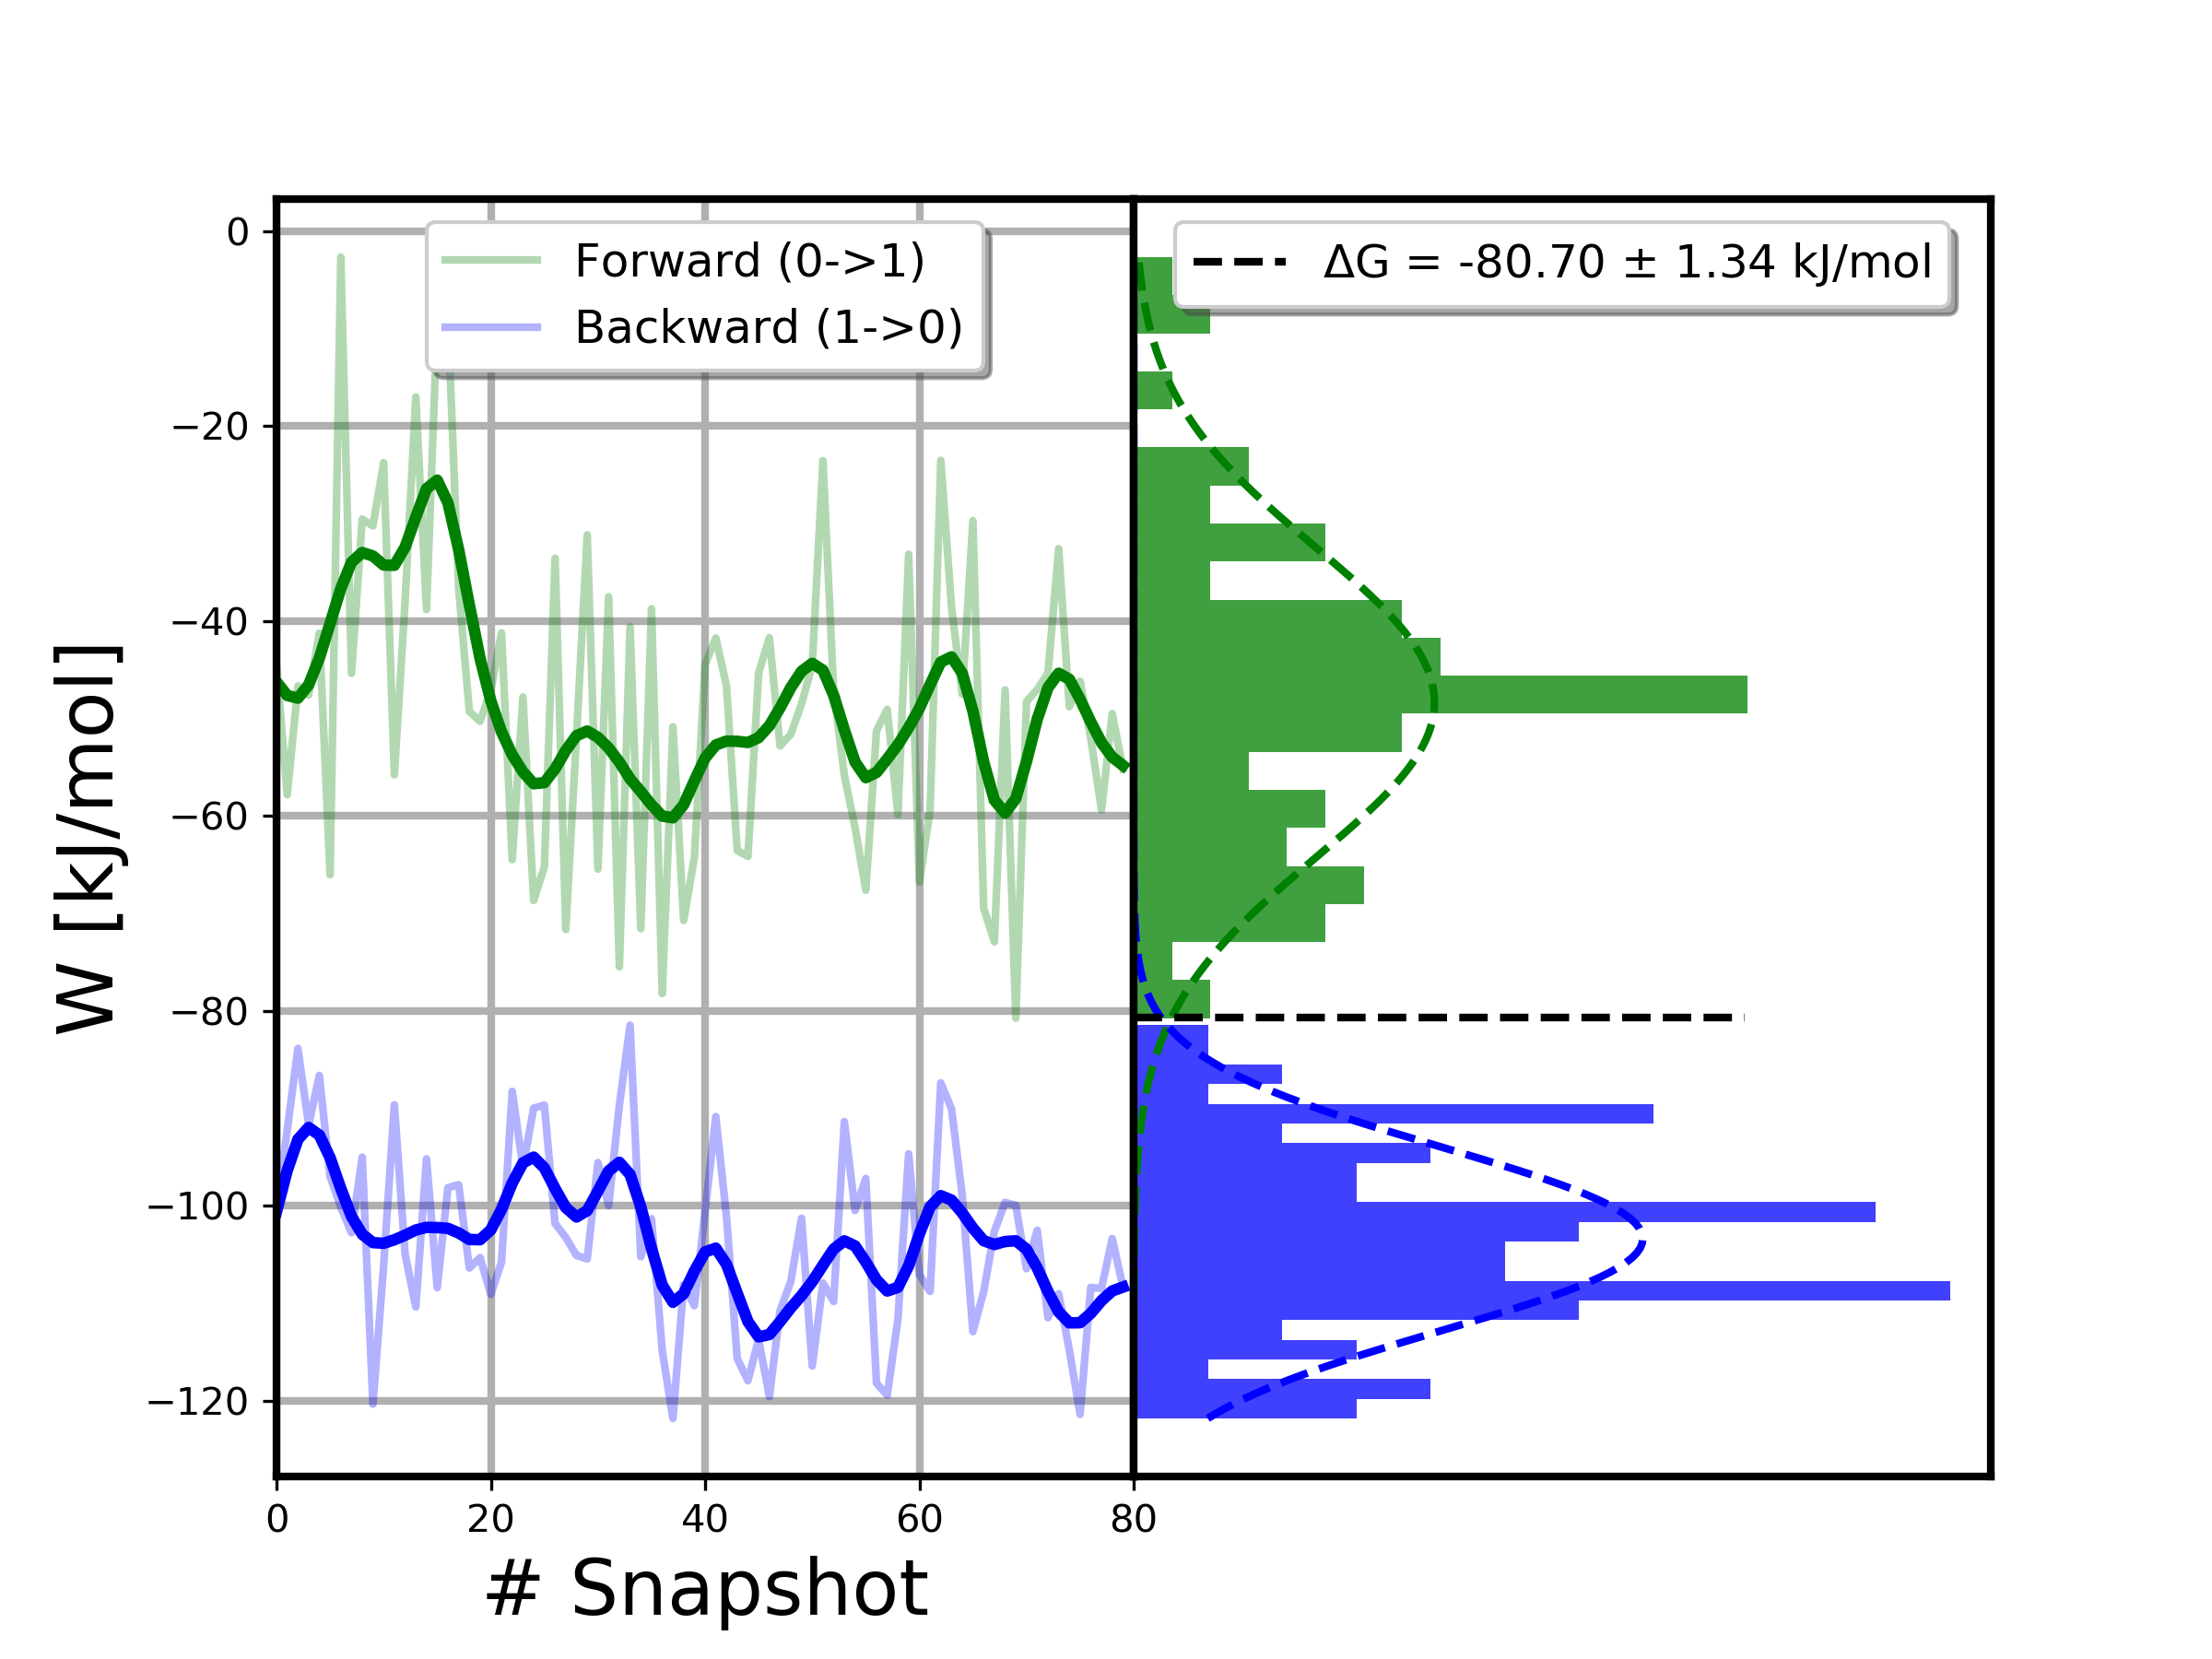 Forward (0->1)
Backward (1->0)
ΔG = -80.70 ± 1.34 kJ/mol
W [kJ/mol]
0
−20
−40
−60
−80
−100
−120
0 20 40 60 80
# Snapshot